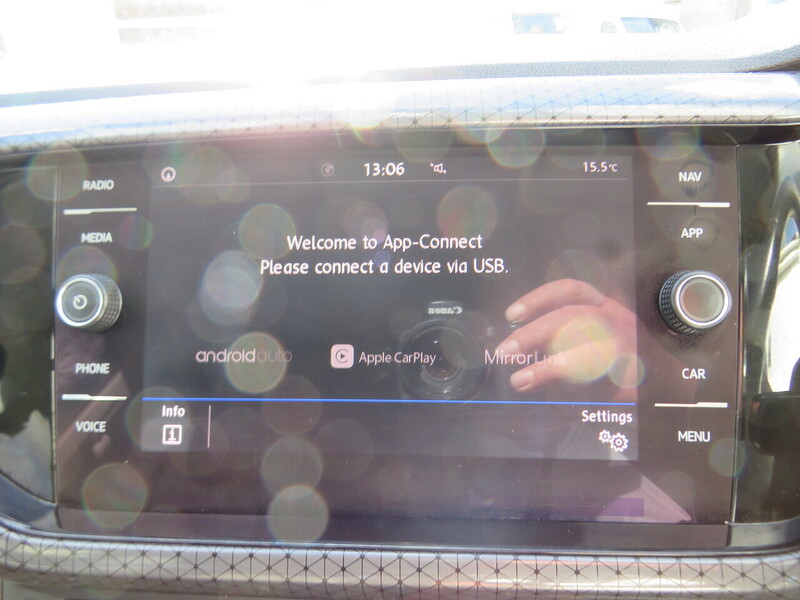 RADIO
MEDIA
PHONE
VOICE
13:06
15.5°C
Welcome to App-Connect
Please connect a device via USB.
androidauto
Apple CarPlay
MirrorLink
Info
Settings
NAV
APP
CAR
MENU
Canon